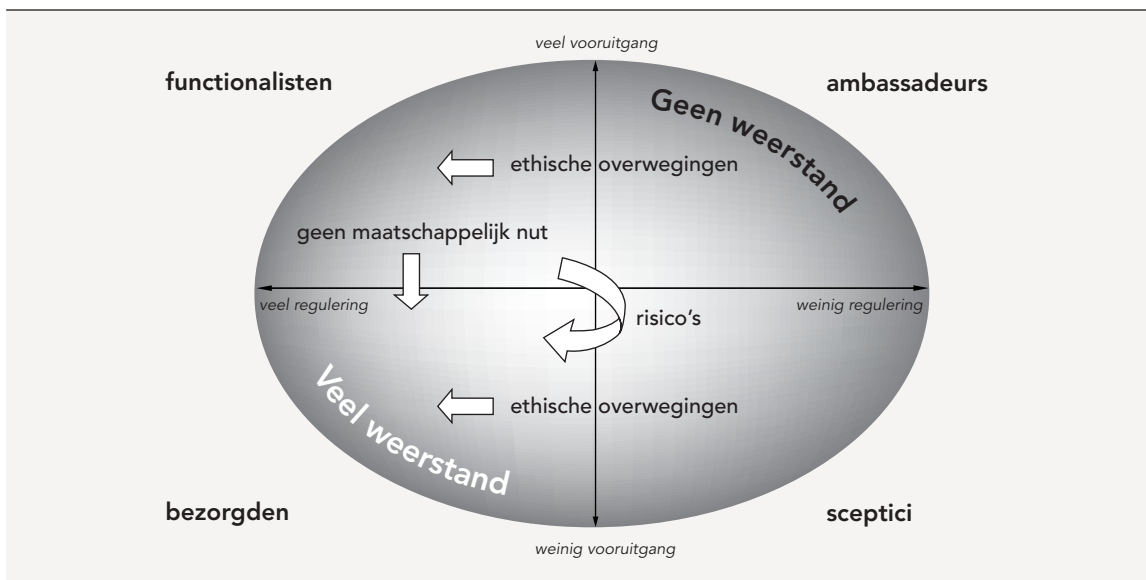 veel vooruitgang
functionalisten
ambassadeurs
Geen weerstand
ethische overwegingen
geen maatschappelijk nut
veel regulering
weinig regulering
risico’s
ethische overwegingen
Veel weerstand
bezorgden
sceptici
weinig vooruitgang